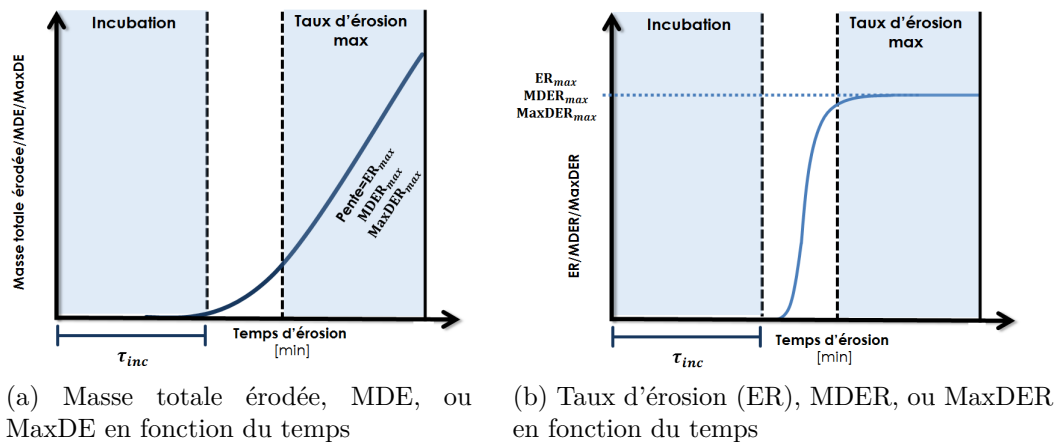 Incubation
Taux d'érosion
max
Masse totale érodée/MDE/MaxDE
Pente=ER_max
MDER_max
MaxDER_max
Temps d'érosion
[min]
τ_inc
Incubation
Taux d'érosion
max
ER_max
MDER_max
MaxDER_max
ER/MDER/MaxDER
Temps d'érosion
[min]
τ_inc
(a) Masse totale érodée, MDE, ou
MaxDE en fonction du temps
(b) Taux d'érosion (ER), MDER, ou MaxDER
en fonction du temps